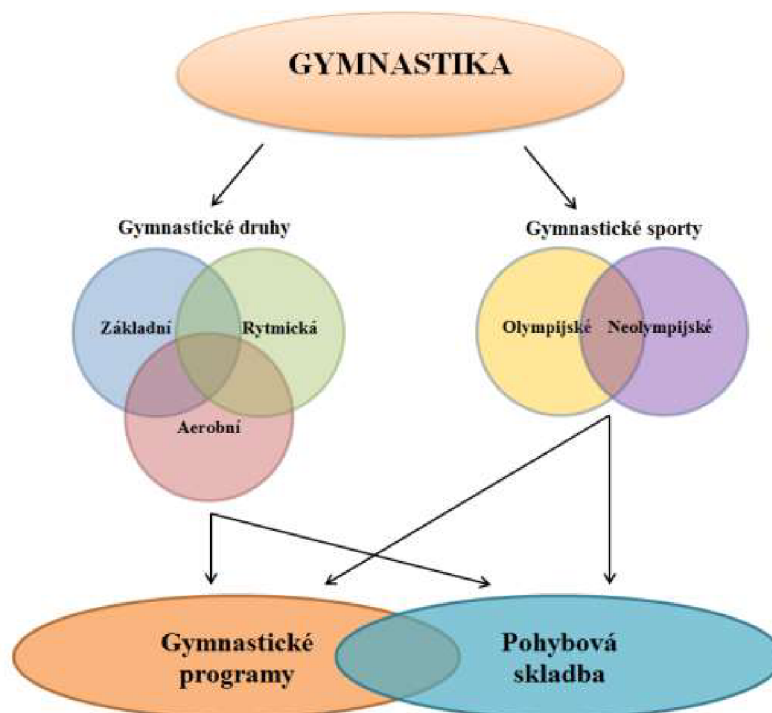 GYMNASTIKA
Gymnastické druhy
Gymnastické sporty
Základní
Rytmická
Aerobní
Olympijské
Neolympijské
Gymnastické
programy
Pohybová
skladba